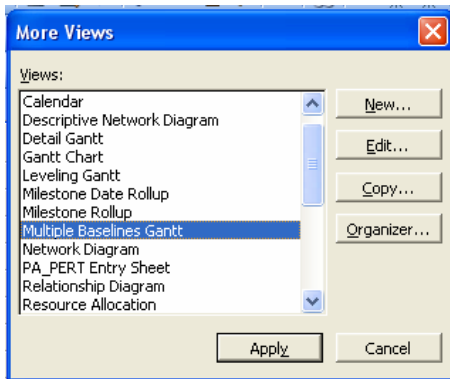 More Views
Views:
Calendar
Descriptive Network Diagram
Detail Gantt
Gantt Chart
Leveling Gantt
Milestone Date Rollup
Milestone Rollup
Multiple Baselines Gantt
Network Diagram
PA_PERT Entry Sheet
Relationship Diagram
Resource Allocation
New...
Edit...
Copy...
Organizer...
Apply
Cancel